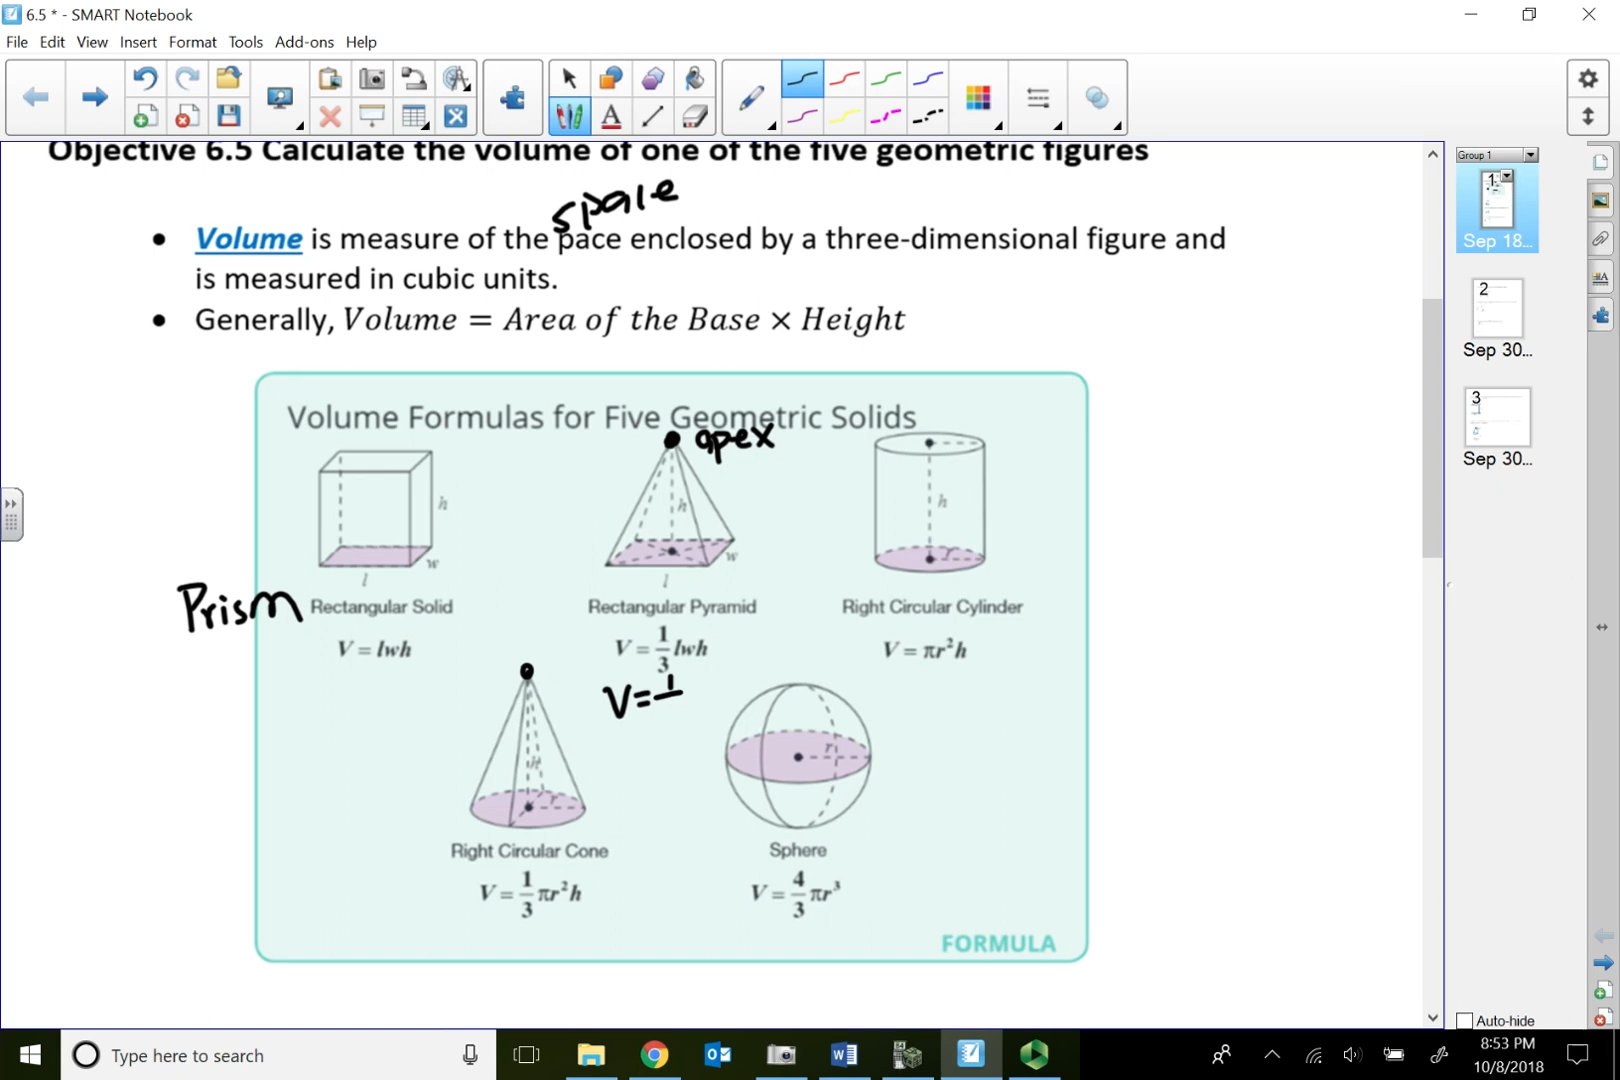 6.5 * - SMART Notebook
File Edit View Insert Format Tools Add-ons Help
Objective 6.5 Calculate the volume of one of the five geometric figures
space
• Volume is measure of the pace enclosed by a three-dimensional figure and
is measured in cubic units.
• Generally, Volume = Area of the Base × Height
Volume Formulas for Five Geometric Solids
apex
h
w
l
h
w
l
h
r
Prism
Rectangular Solid
V = lwh
Rectangular Pyramid
V = 1/3 lwh
V = 1
Right Circular Cylinder
V = πr²h
h
r
r
Right Circular Cone
V = 1/3 πr²h
Sphere
V = 4/3 πr³
FORMULA
Group 1
1
Sep 18...
2
Sep 30...
3
Sep 30...
Auto-hide
Type here to search
8:53 PM
10/8/2018